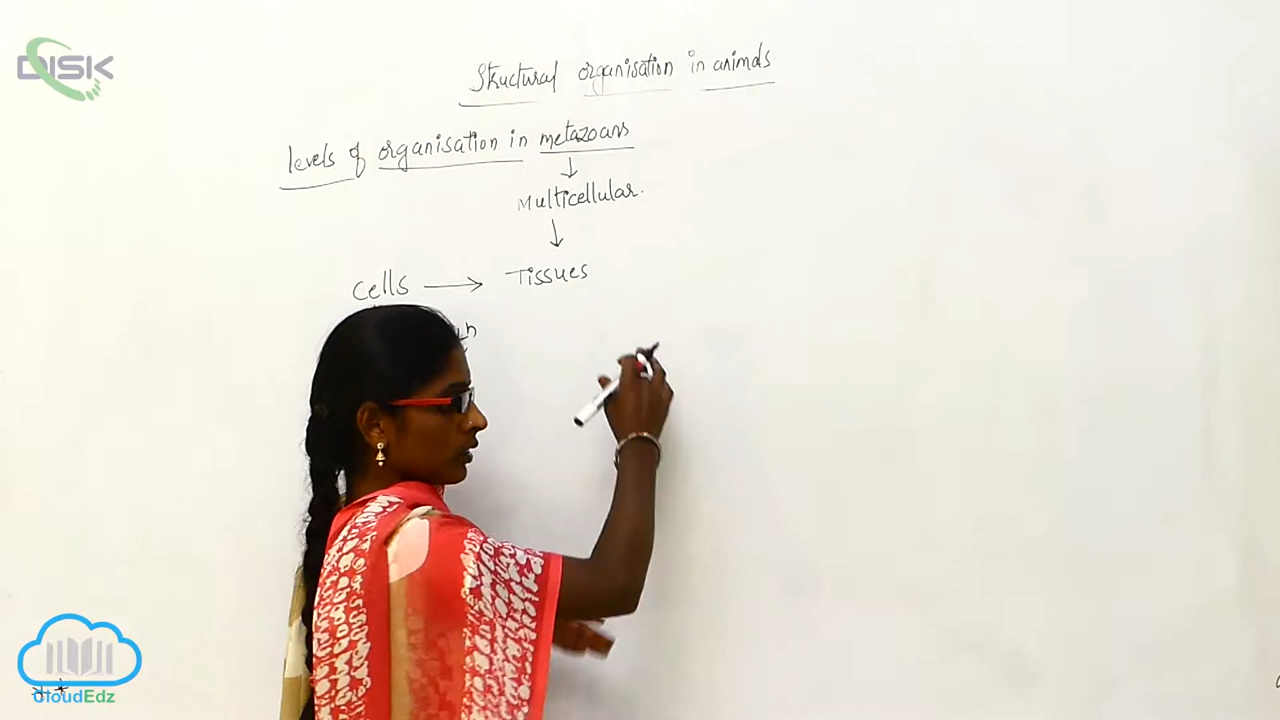 DISK
Structural organisation in animals
levels of organisation in metazoans
Multicellular.
cells → Tissues
CloudEdz